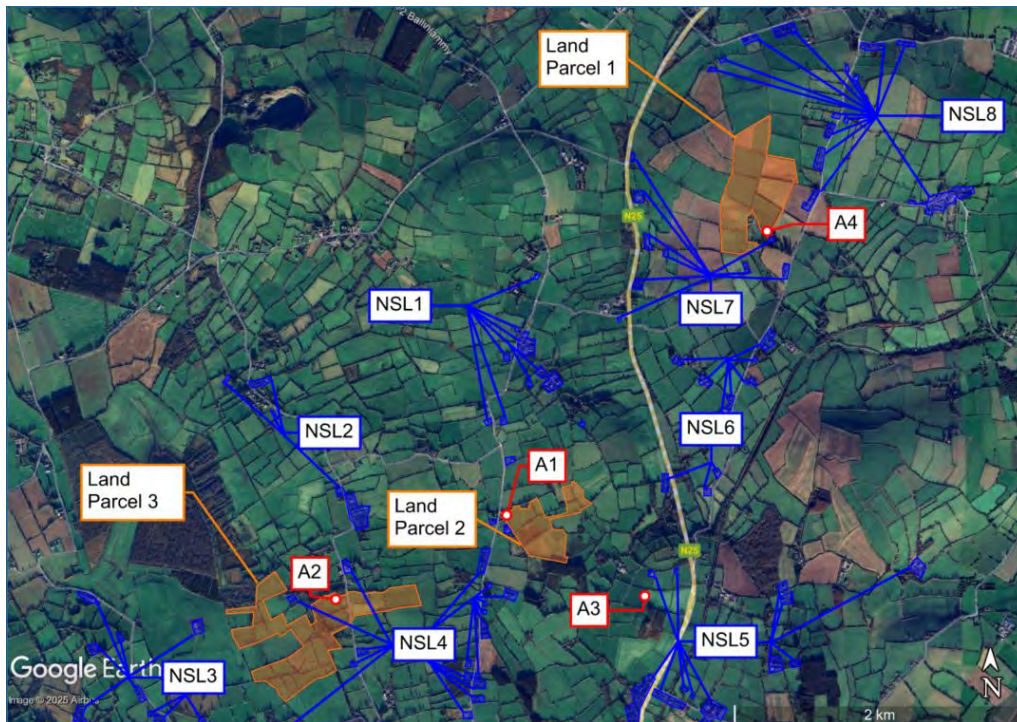 Land
Parcel 1
NSL8
N25
A4
NSL7
NSL1
NSL6
NSL2
A1
Land
Parcel 3
Land
Parcel 2
N25
A2
A3
NSL5
NSL4
NSL3
Google Earth
Image © 2025 Airbus
2 km
N